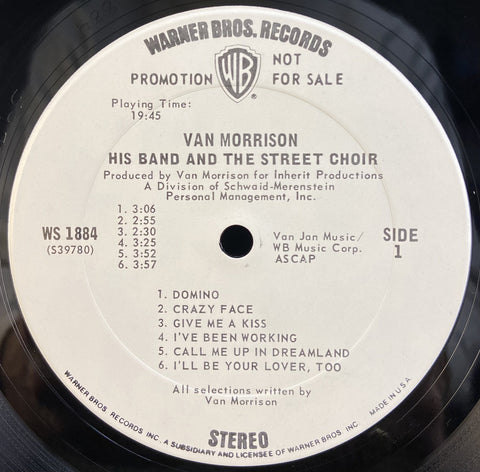 WARNER BROS. RECORDS
PROMOTION NOT FOR SALE
WB
®
Playing Time:
19:45
VAN MORRISON
HIS BAND AND THE STREET CHOIR
Produced by Van Morrison for Inherit Productions
A Division of Schwaid-Merenstein
Personal Management, Inc.
1. 3:06
2. 2:55
3. 2:30
4. 3:25
5. 3:52
6. 3:57
WS 1884
(S39780)
Van Jan Music/
WB Music Corp.
ASCAP
SIDE
1
1. DOMINO
2. CRAZY FACE
3. GIVE ME A KISS
4. I'VE BEEN WORKING
5. CALL ME UP IN DREAMLAND
6. I'LL BE YOUR LOVER, TOO
All selections written by
Van Morrison
STEREO
WARNER BROS. RECORDS INC. A SUBSIDIARY AND LICENSEE OF WARNER BROS. INC. MADE IN U.S.A.